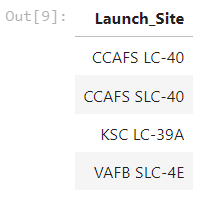 Out[9]:
Launch_Site
CCAFS LC-40
CCAFS SLC-40
KSC LC-39A
VAFB SLC-4E